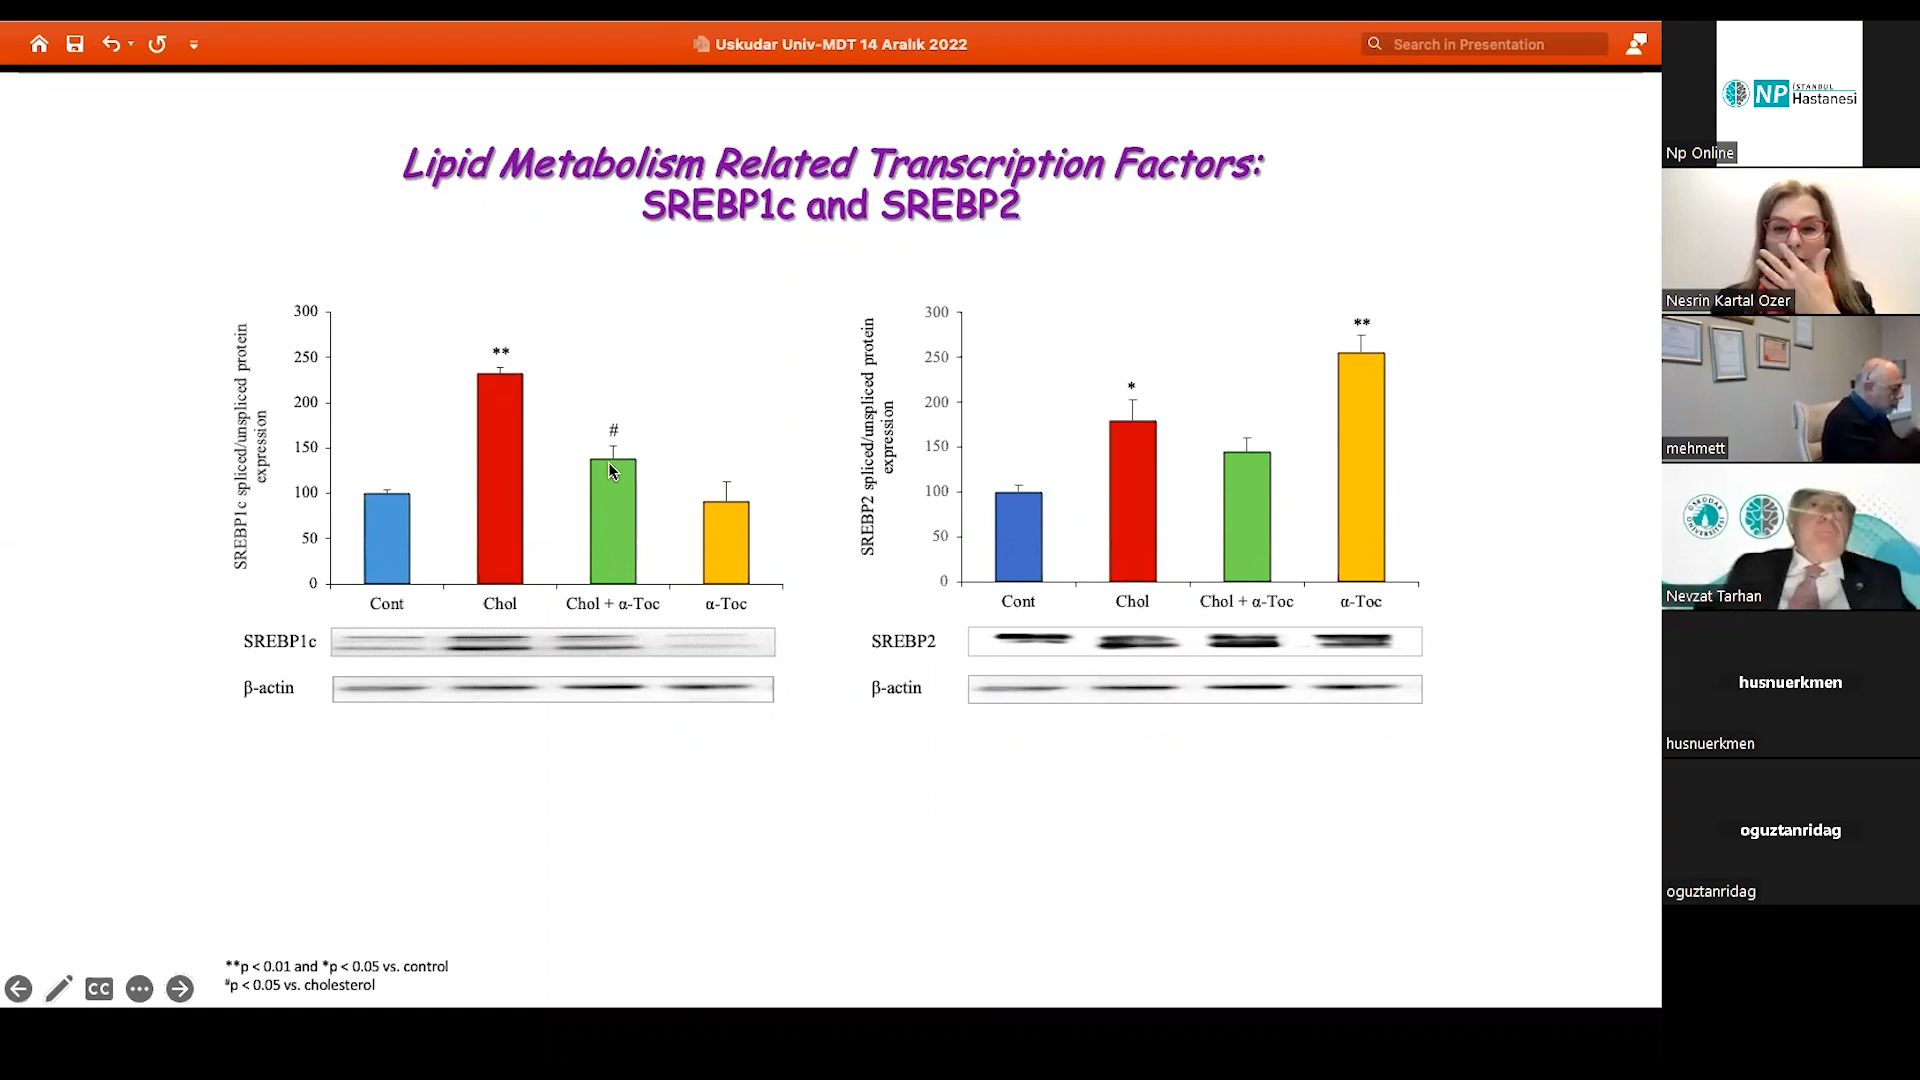 Uskudar Univ-MDT 14 Aralık 2022
Search in Presentation
Lipid Metabolism Related Transcription Factors:
SREBP1c and SREBP2
SREBP1c spliced/unspliced protein
expression
300
250
200
150
100
50
0
**
#
Cont
Chol
Chol + α-Toc
α-Toc
SREBP1c
β-actin
SREBP2 spliced/unspliced protein
expression
300
250
200
150
100
50
0
*
**
Cont
Chol
Chol + α-Toc
α-Toc
SREBP2
β-actin
**p < 0.01 and *p < 0.05 vs. control
#p < 0.05 vs. cholesterol
CC
NP
İSTANBUL
Hastanesi
Np Online
Nesrin Kartal Ozer
mehmett
ÜSKÜDAR
ÜNİVERSİTESİ
Nevzat Tarhan
husnuerkmen
husnuerkmen
oguztanridag
oguztanridag